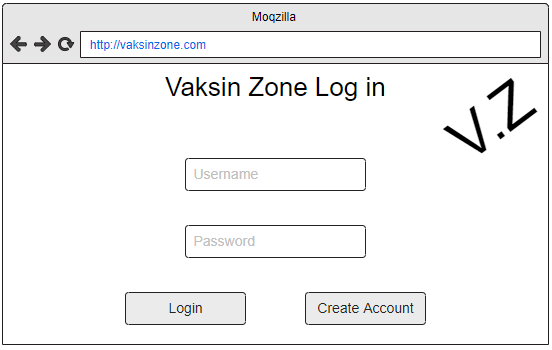 Moqzilla
http://vaksinzone.com
Vaksin Zone Log in
V.Z
Username
Password
Login
Create Account